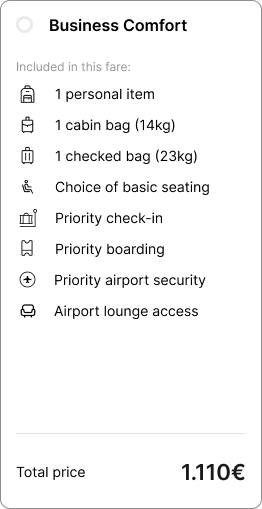 Business Comfort
Included in this fare:
1 personal item
1 cabin bag (14kg)
1 checked bag (23kg)
Choice of basic seating
Priority check-in
Priority boarding
Priority airport security
Airport lounge access
Total price 1.110€